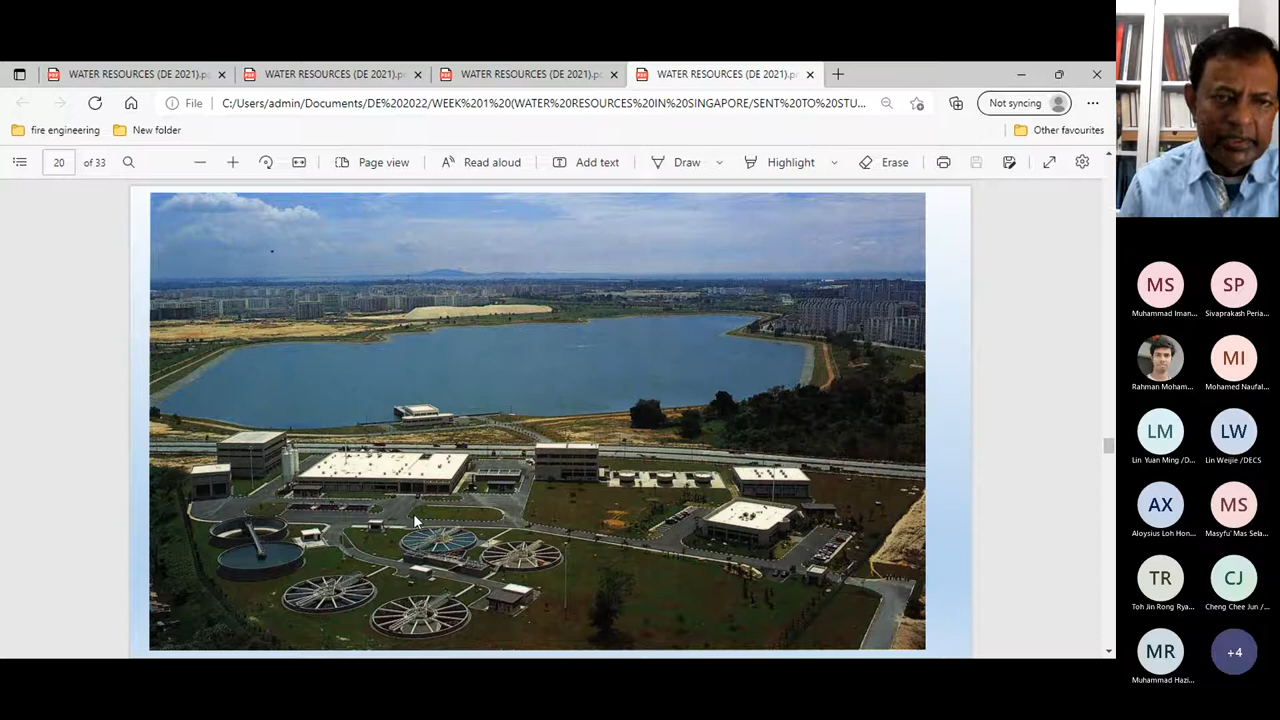 WATER RESOURCES (DE 2021).pc
WATER RESOURCES (DE 2021).pc
WATER RESOURCES (DE 2021).pc
WATER RESOURCES (DE 2021).pc
File
C:/Users/admin/Documents/DE%202022/WEEK%201%20(WATER%20RESOURCES%20IN%20SINGAPORE/SENT%20TO%20STU...
Not syncing
fire engineering
New folder
Other favourites
20 of 33
Page view
Read aloud
Add text
Draw
Highlight
Erase
MS
SP
Muhammad Iman...
Sivaprakash Peria...
MI
Rahman Moham...
Mohamed Naufal...
LM
LW
Lin Yuan Ming /D...
Lin Weijie /DECS
AX
MS
Aloysius Loh Hon...
Masyfu' Mas Sela...
TR
CJ
Toh Jin Rong Rya...
Cheng Chee Jun /...
MR
+4
Muhammad Hazi...